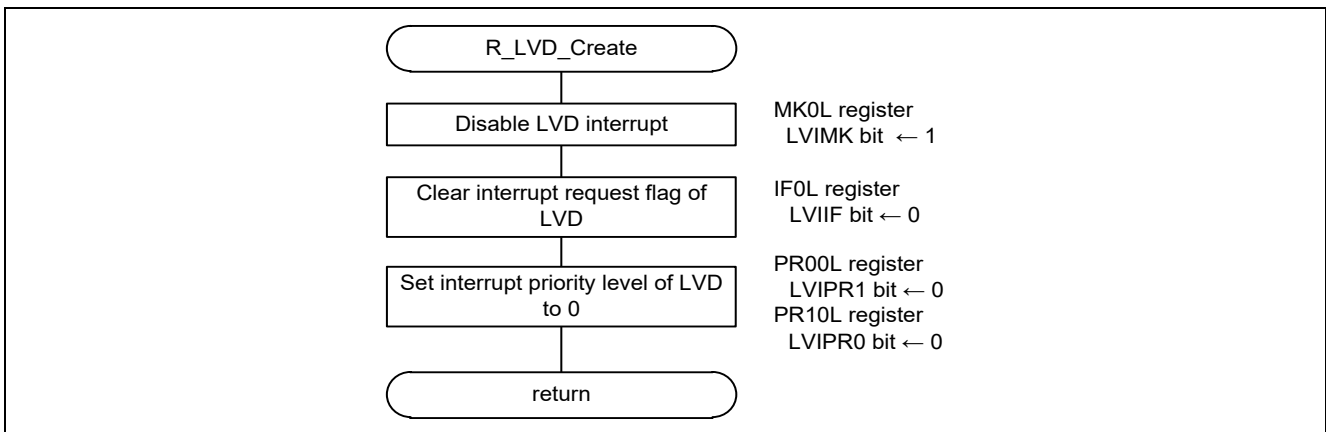 R_LVD_Create
Disable LVD interrupt
MK0L register
LVIMK bit ← 1
Clear interrupt request flag of
LVD
IF0L register
LVIIF bit ← 0
Set interrupt priority level of LVD
to 0
PR00L register
LVIPR1 bit ← 0
PR10L register
LVIPR0 bit ← 0
return